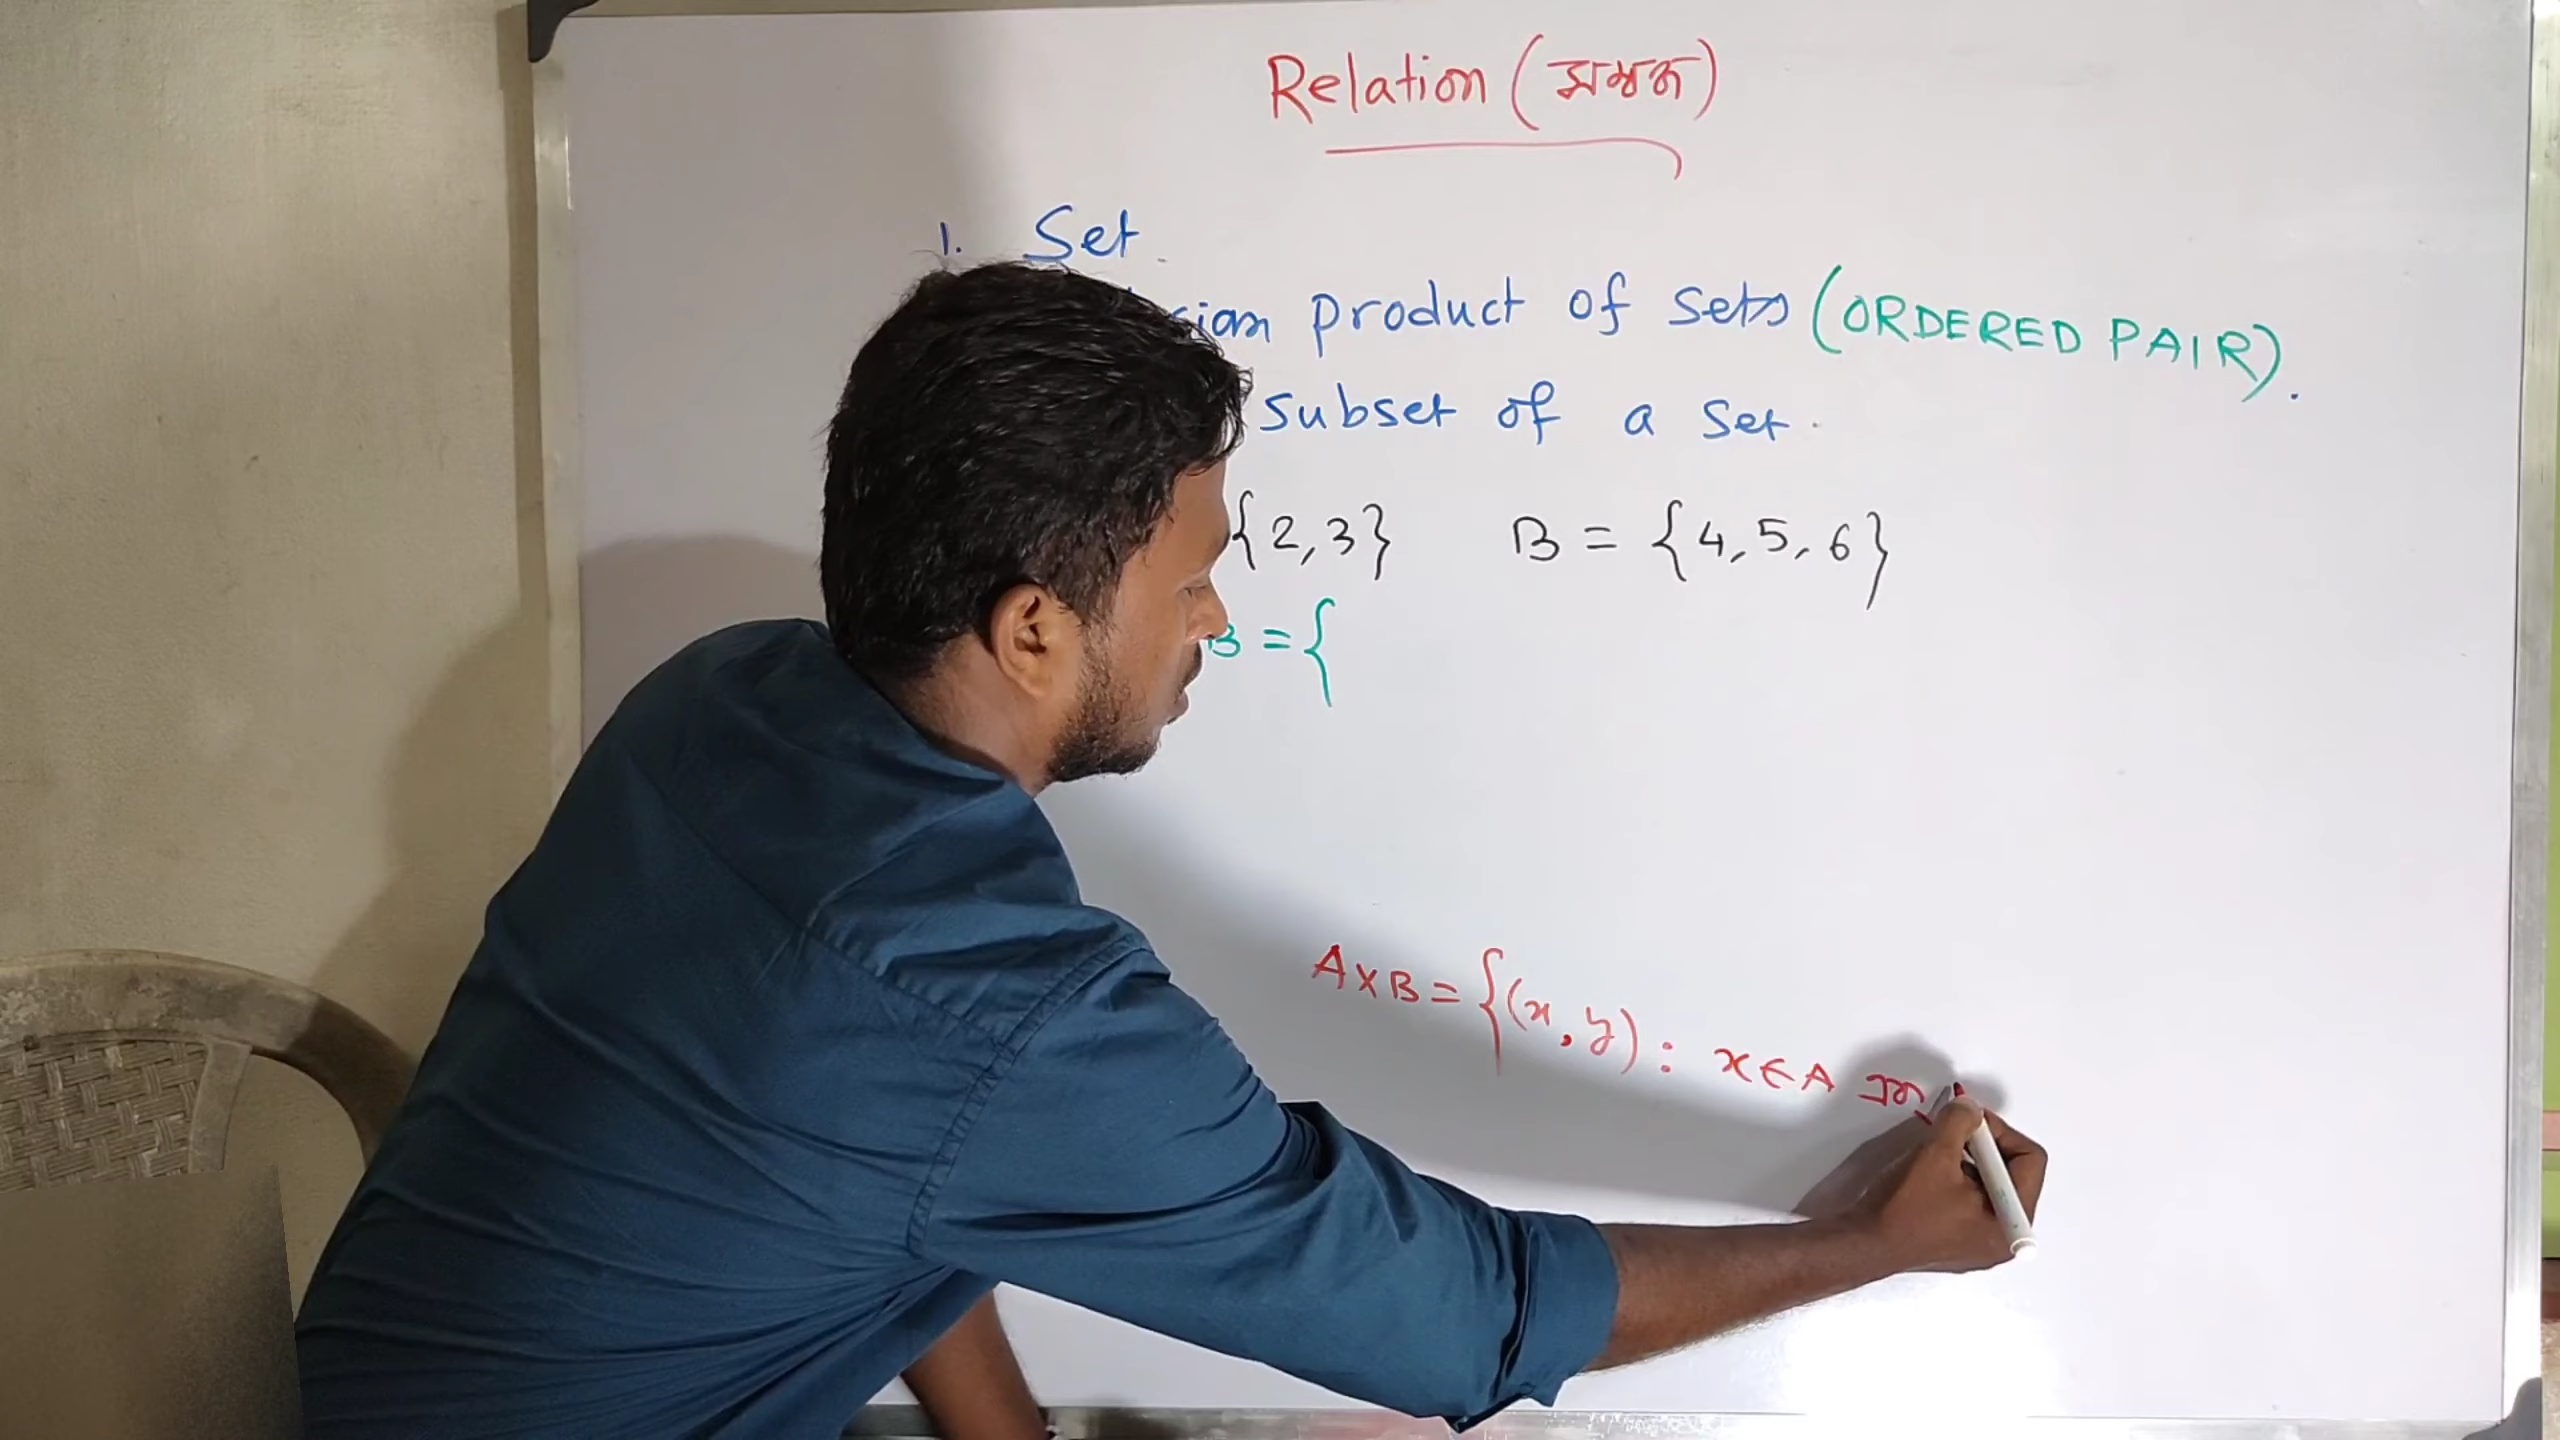 Relation (সম্বন্ধ)
1. Set.
product of sets (ORDERED PAIR).
subset of a set.
{2,3} B = {4,5,6}
B = {
A×B = {(x,y): x∈A